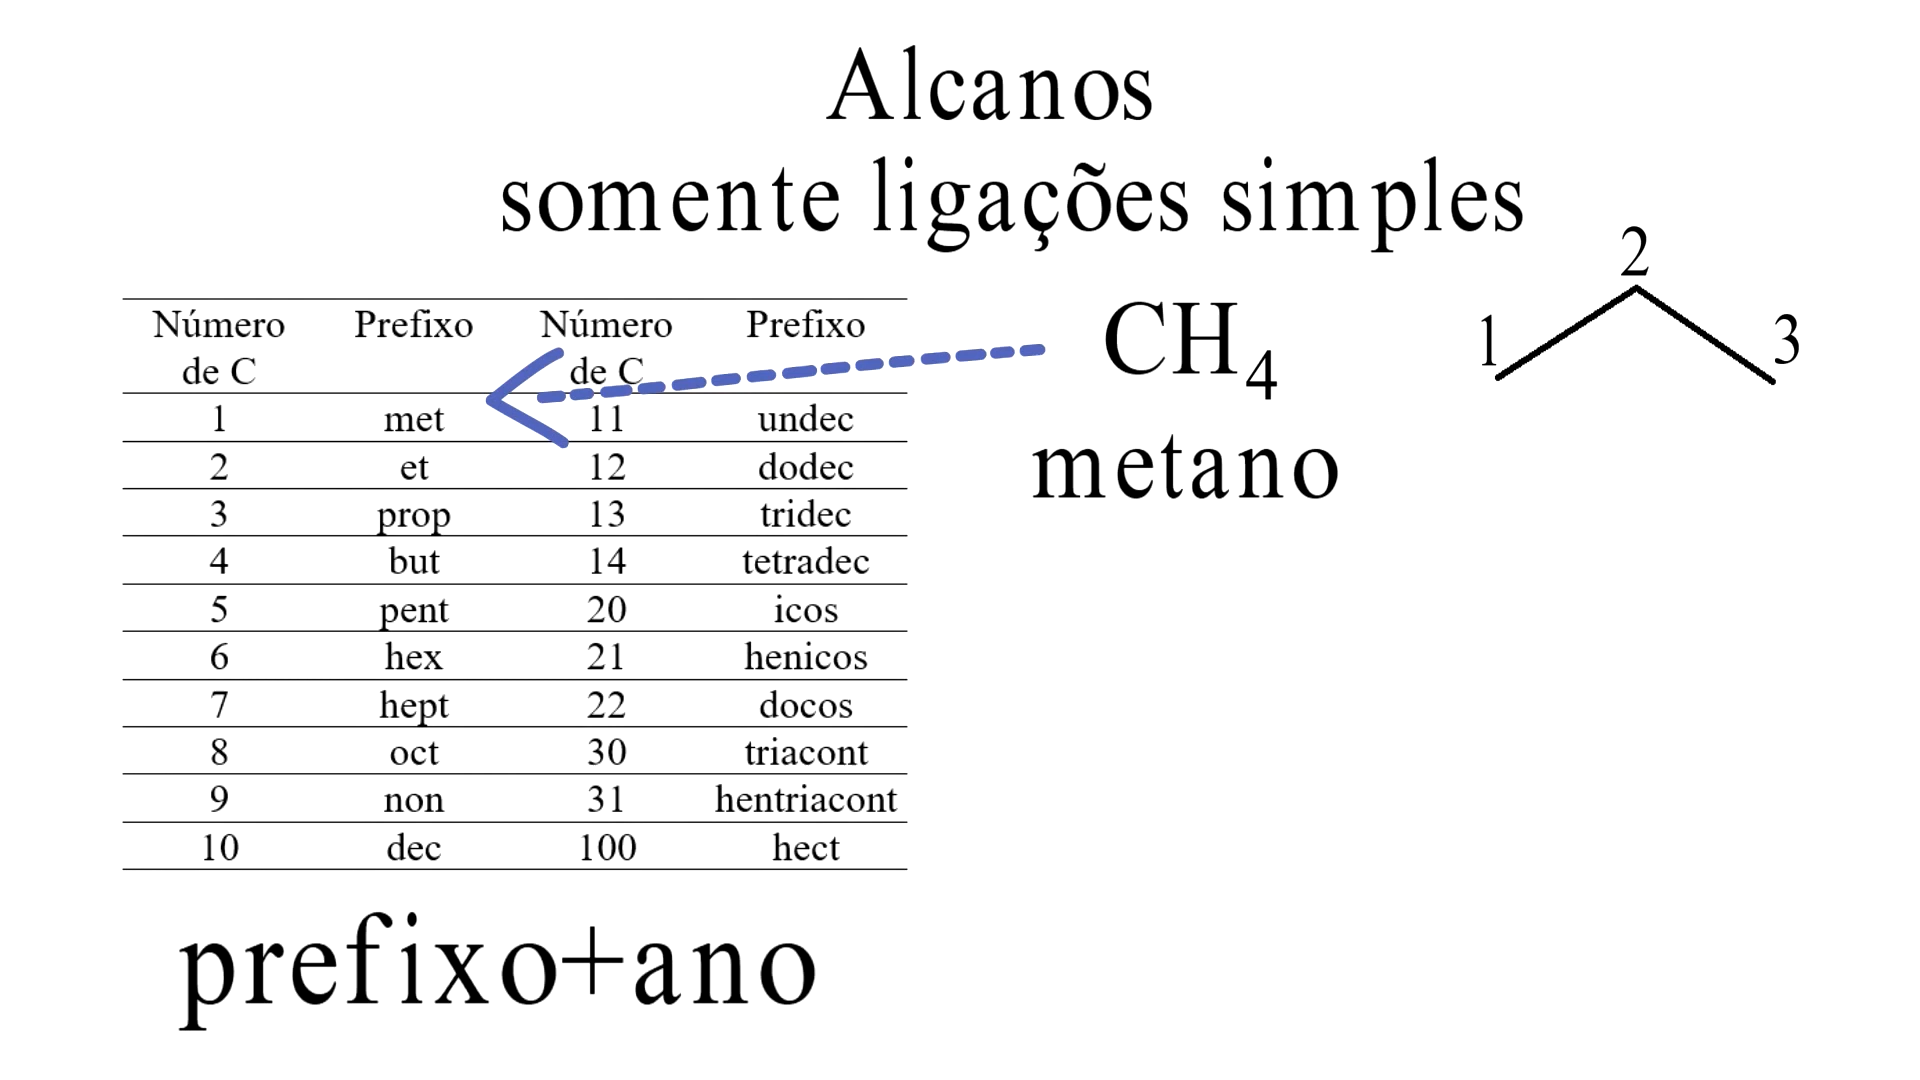 Alcanos
somente ligações simples
Número de C Prefixo Número de C Prefixo
1 met 11 undec
2 et 12 dodec
3 prop 13 tridec
4 but 14 tetradec
5 pent 20 icos
6 hex 21 henicos
7 hept 22 docos
8 oct 30 triacont
9 non 31 hentriacont
10 dec 100 hect
prefixo+ano
CH₄
metano
1 2 3